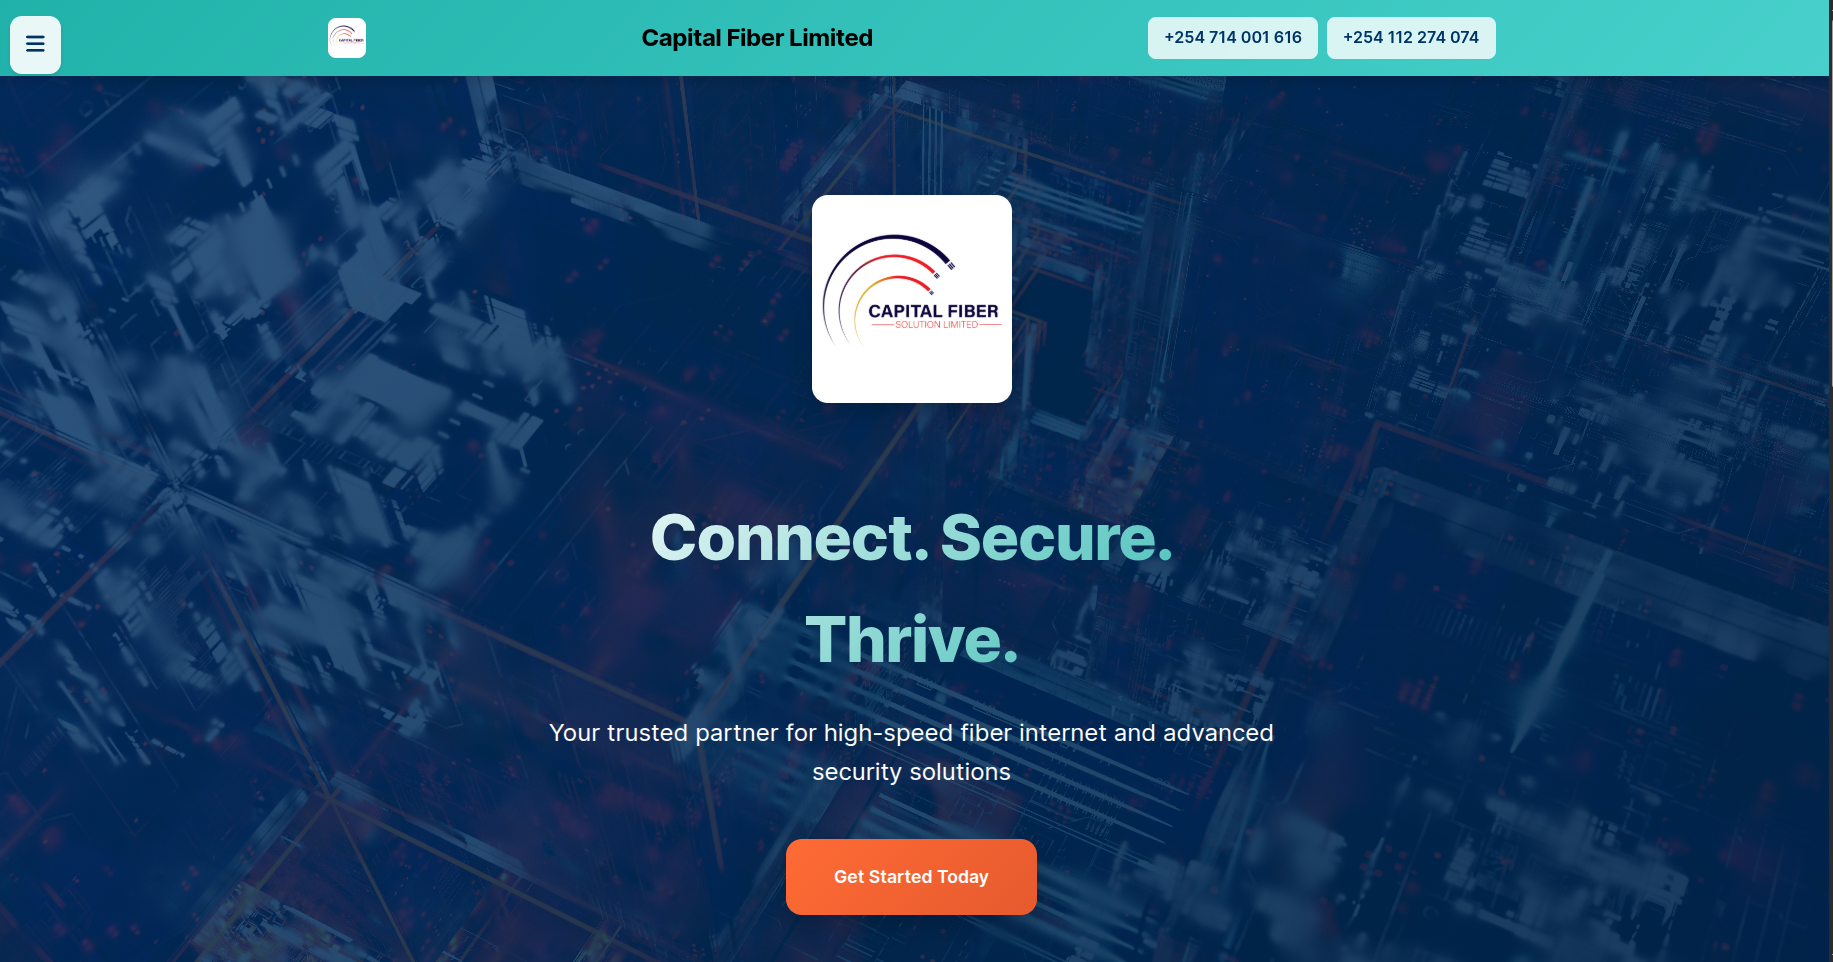 Capital Fiber Limited
+254 714 001 616
+254 112 274 074
CAPITAL FIBER
SOLUTION LIMITED
Connect. Secure.
Thrive.
Your trusted partner for high-speed fiber internet and advanced
security solutions
Get Started Today